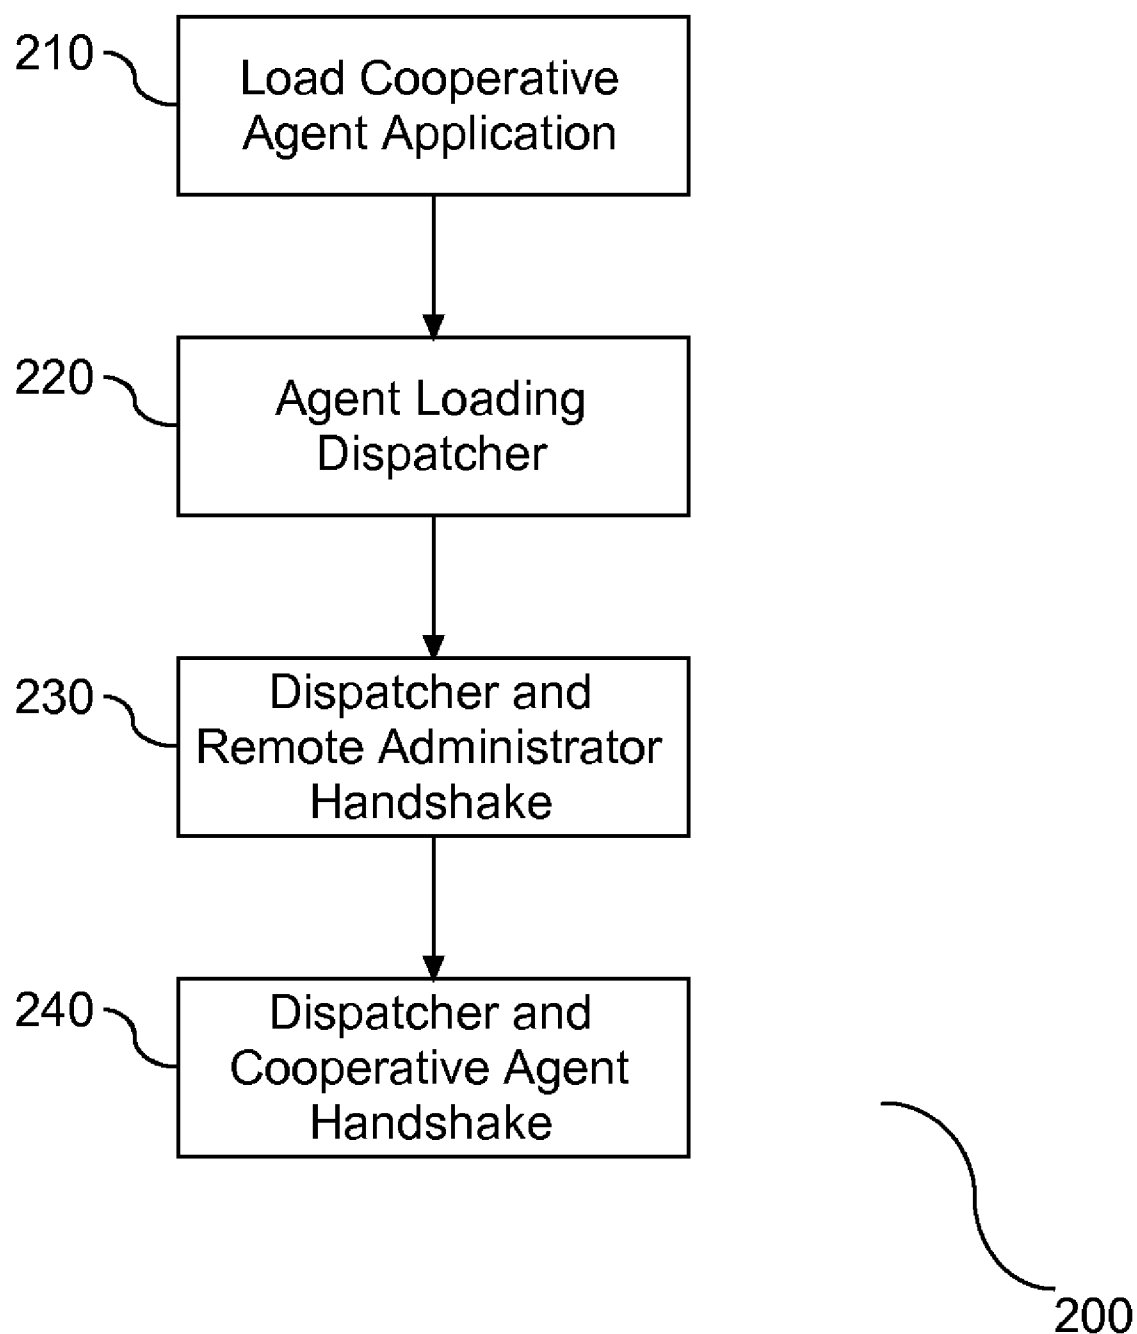 210
Load Cooperative
Agent Application
220
Agent Loading
Dispatcher
230
Dispatcher and
Remote Administrator
Handshake
240
Dispatcher and
Cooperative Agent
Handshake
200